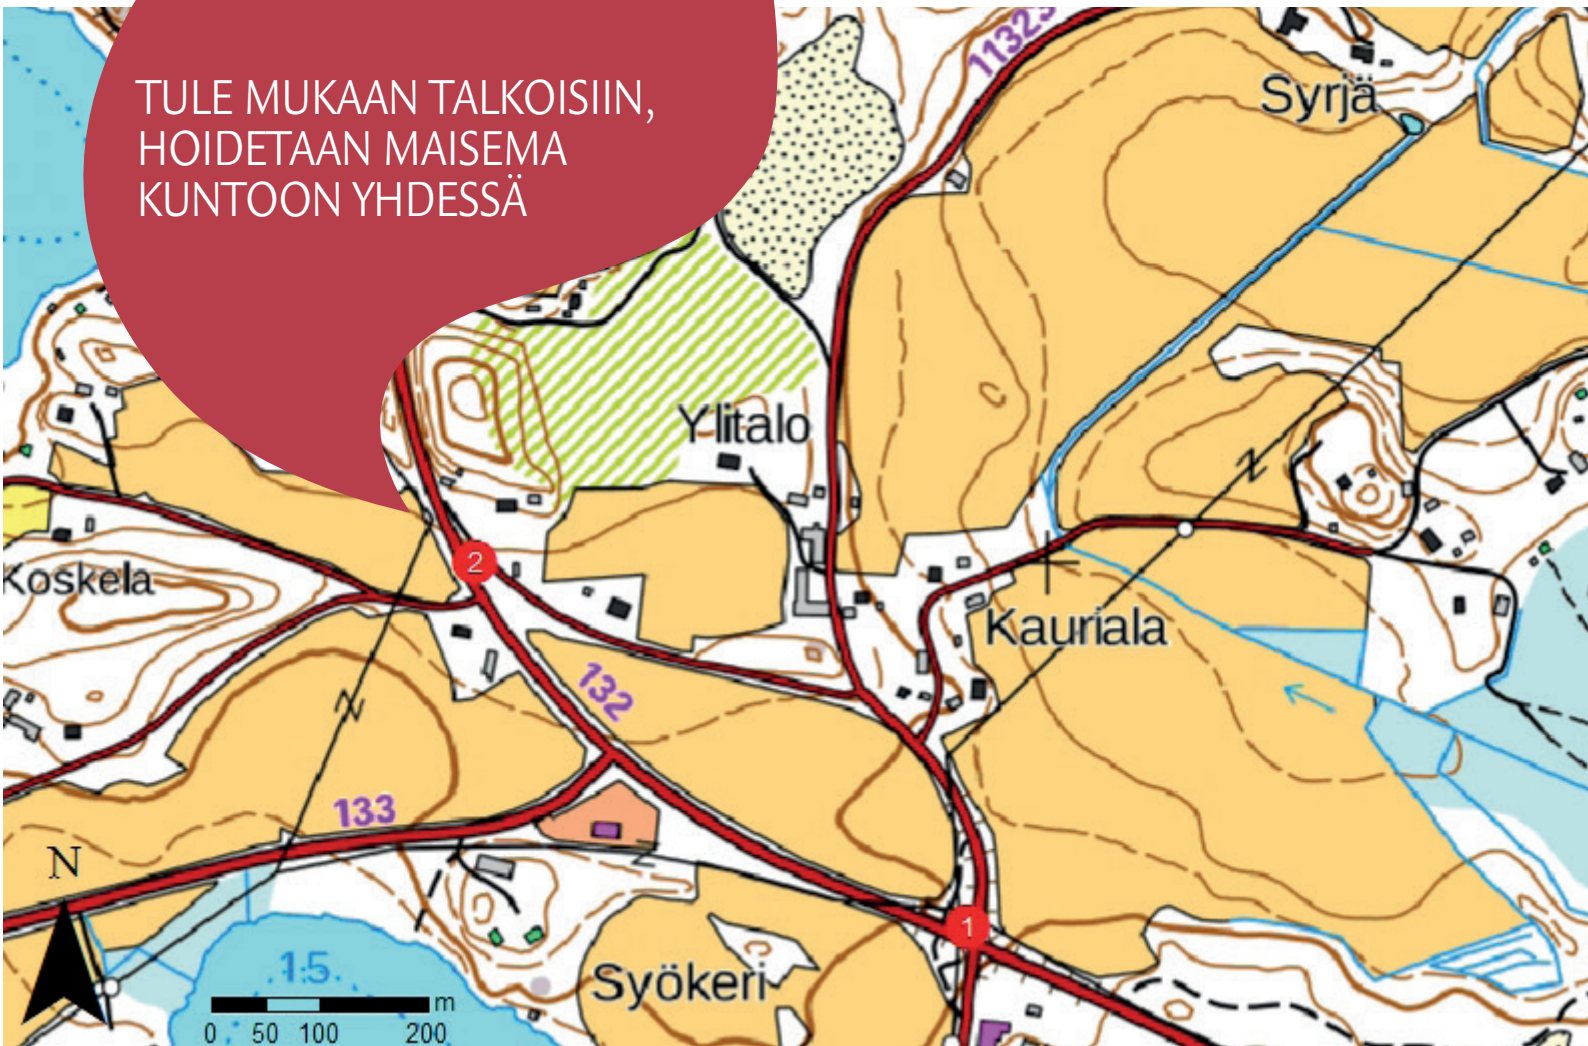 TULE MUKAAN TALKOISIIN,
HOIDETAAN MAISEMA
KUNTOON YHDESSÄ
Syrjä
Ylitalo
2
Koskela
Kauriala
132
133
N
1
1.5
Syökeri
m
0 50 100 200